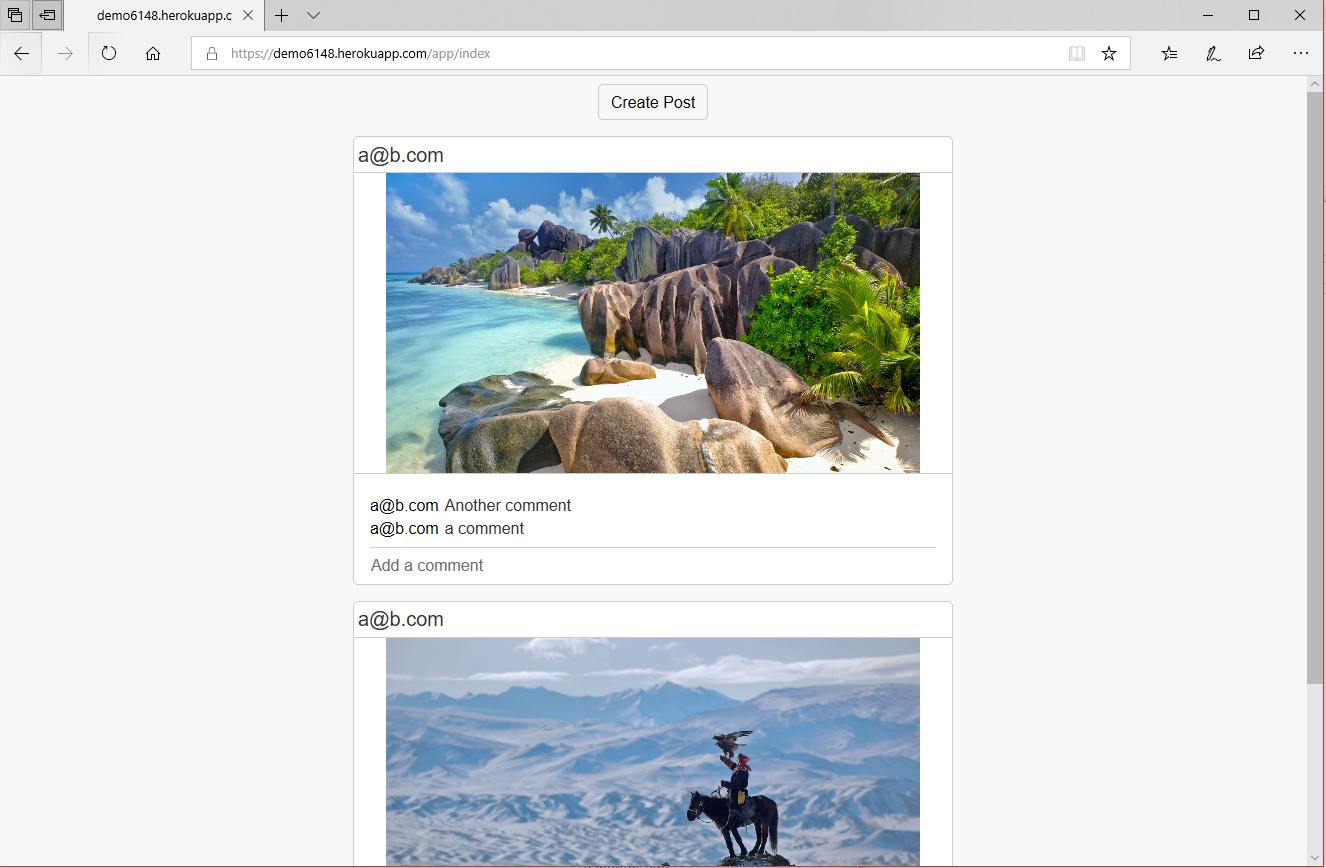 demo6148.herokuapp.c
https://demo6148.herokuapp.com/app/index
Create Post
a@b.com
a@b.com Another comment
a@b.com a comment
Add a comment
a@b.com